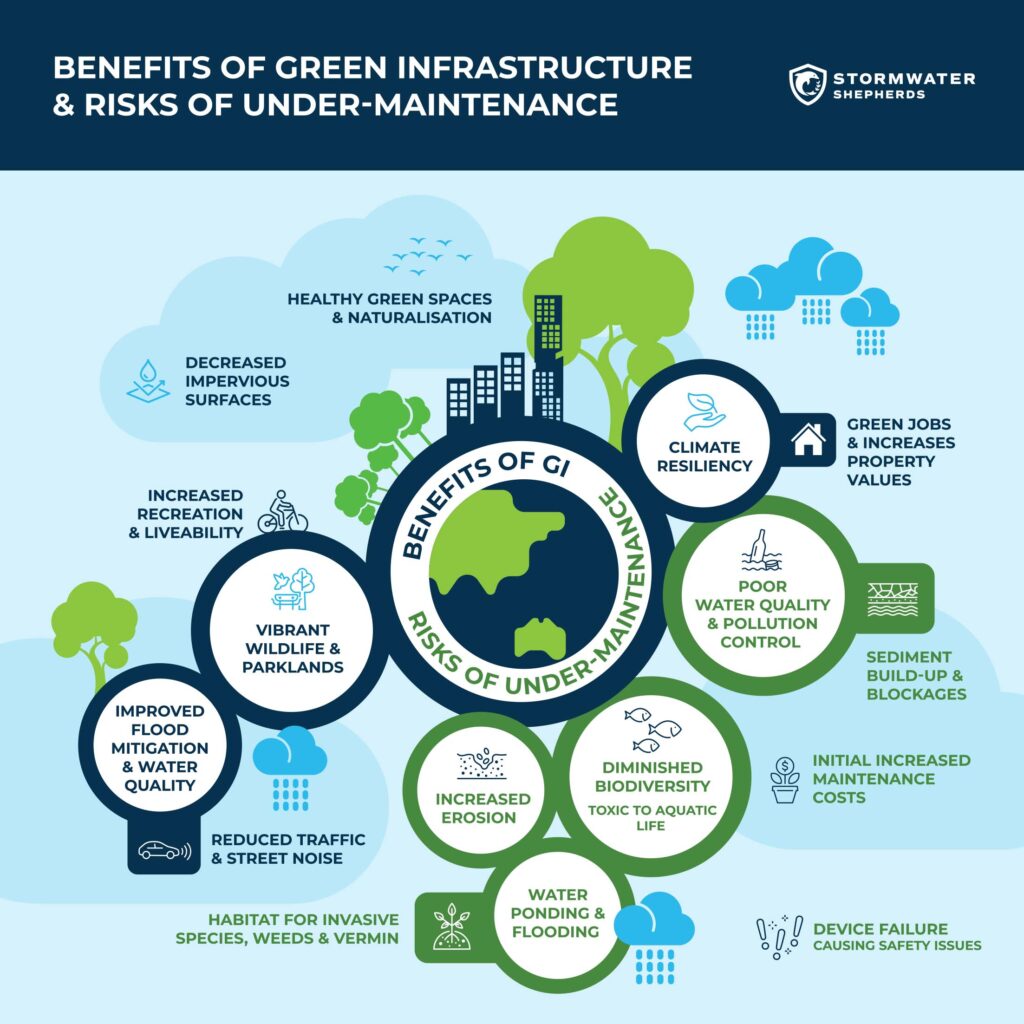 BENEFITS OF GREEN INFRASTRUCTURE
& RISKS OF UNDER-MAINTENANCE
STORMWATER
SHEPHERDS
HEALTHY GREEN SPACES
& NATURALISATION
DECREASED
IMPERVIOUS
SURFACES
INCREASED
RECREATION
& LIVEABILITY
BENEFITS OF GI
RISKS OF UNDER-MAINTENANCE
CLIMATE
RESILIENCY
GREEN JOBS
& INCREASES
PROPERTY
VALUES
VIBRANT
WILDLIFE &
PARKLANDS
POOR
WATER QUALITY
& POLLUTION
CONTROL
SEDIMENT
BUILD-UP &
BLOCKAGES
IMPROVED
FLOOD
MITIGATION
& WATER
QUALITY
REDUCED TRAFFIC
& STREET NOISE
INCREASED
EROSION
DIMINISHED
BIODIVERSITY
TOXIC TO AQUATIC
LIFE
$
INITIAL INCREASED
MAINTENANCE
COSTS
HABITAT FOR INVASIVE
SPECIES, WEEDS & VERMIN
WATER
PONDING &
FLOODING
DEVICE FAILURE
CAUSING SAFETY ISSUES